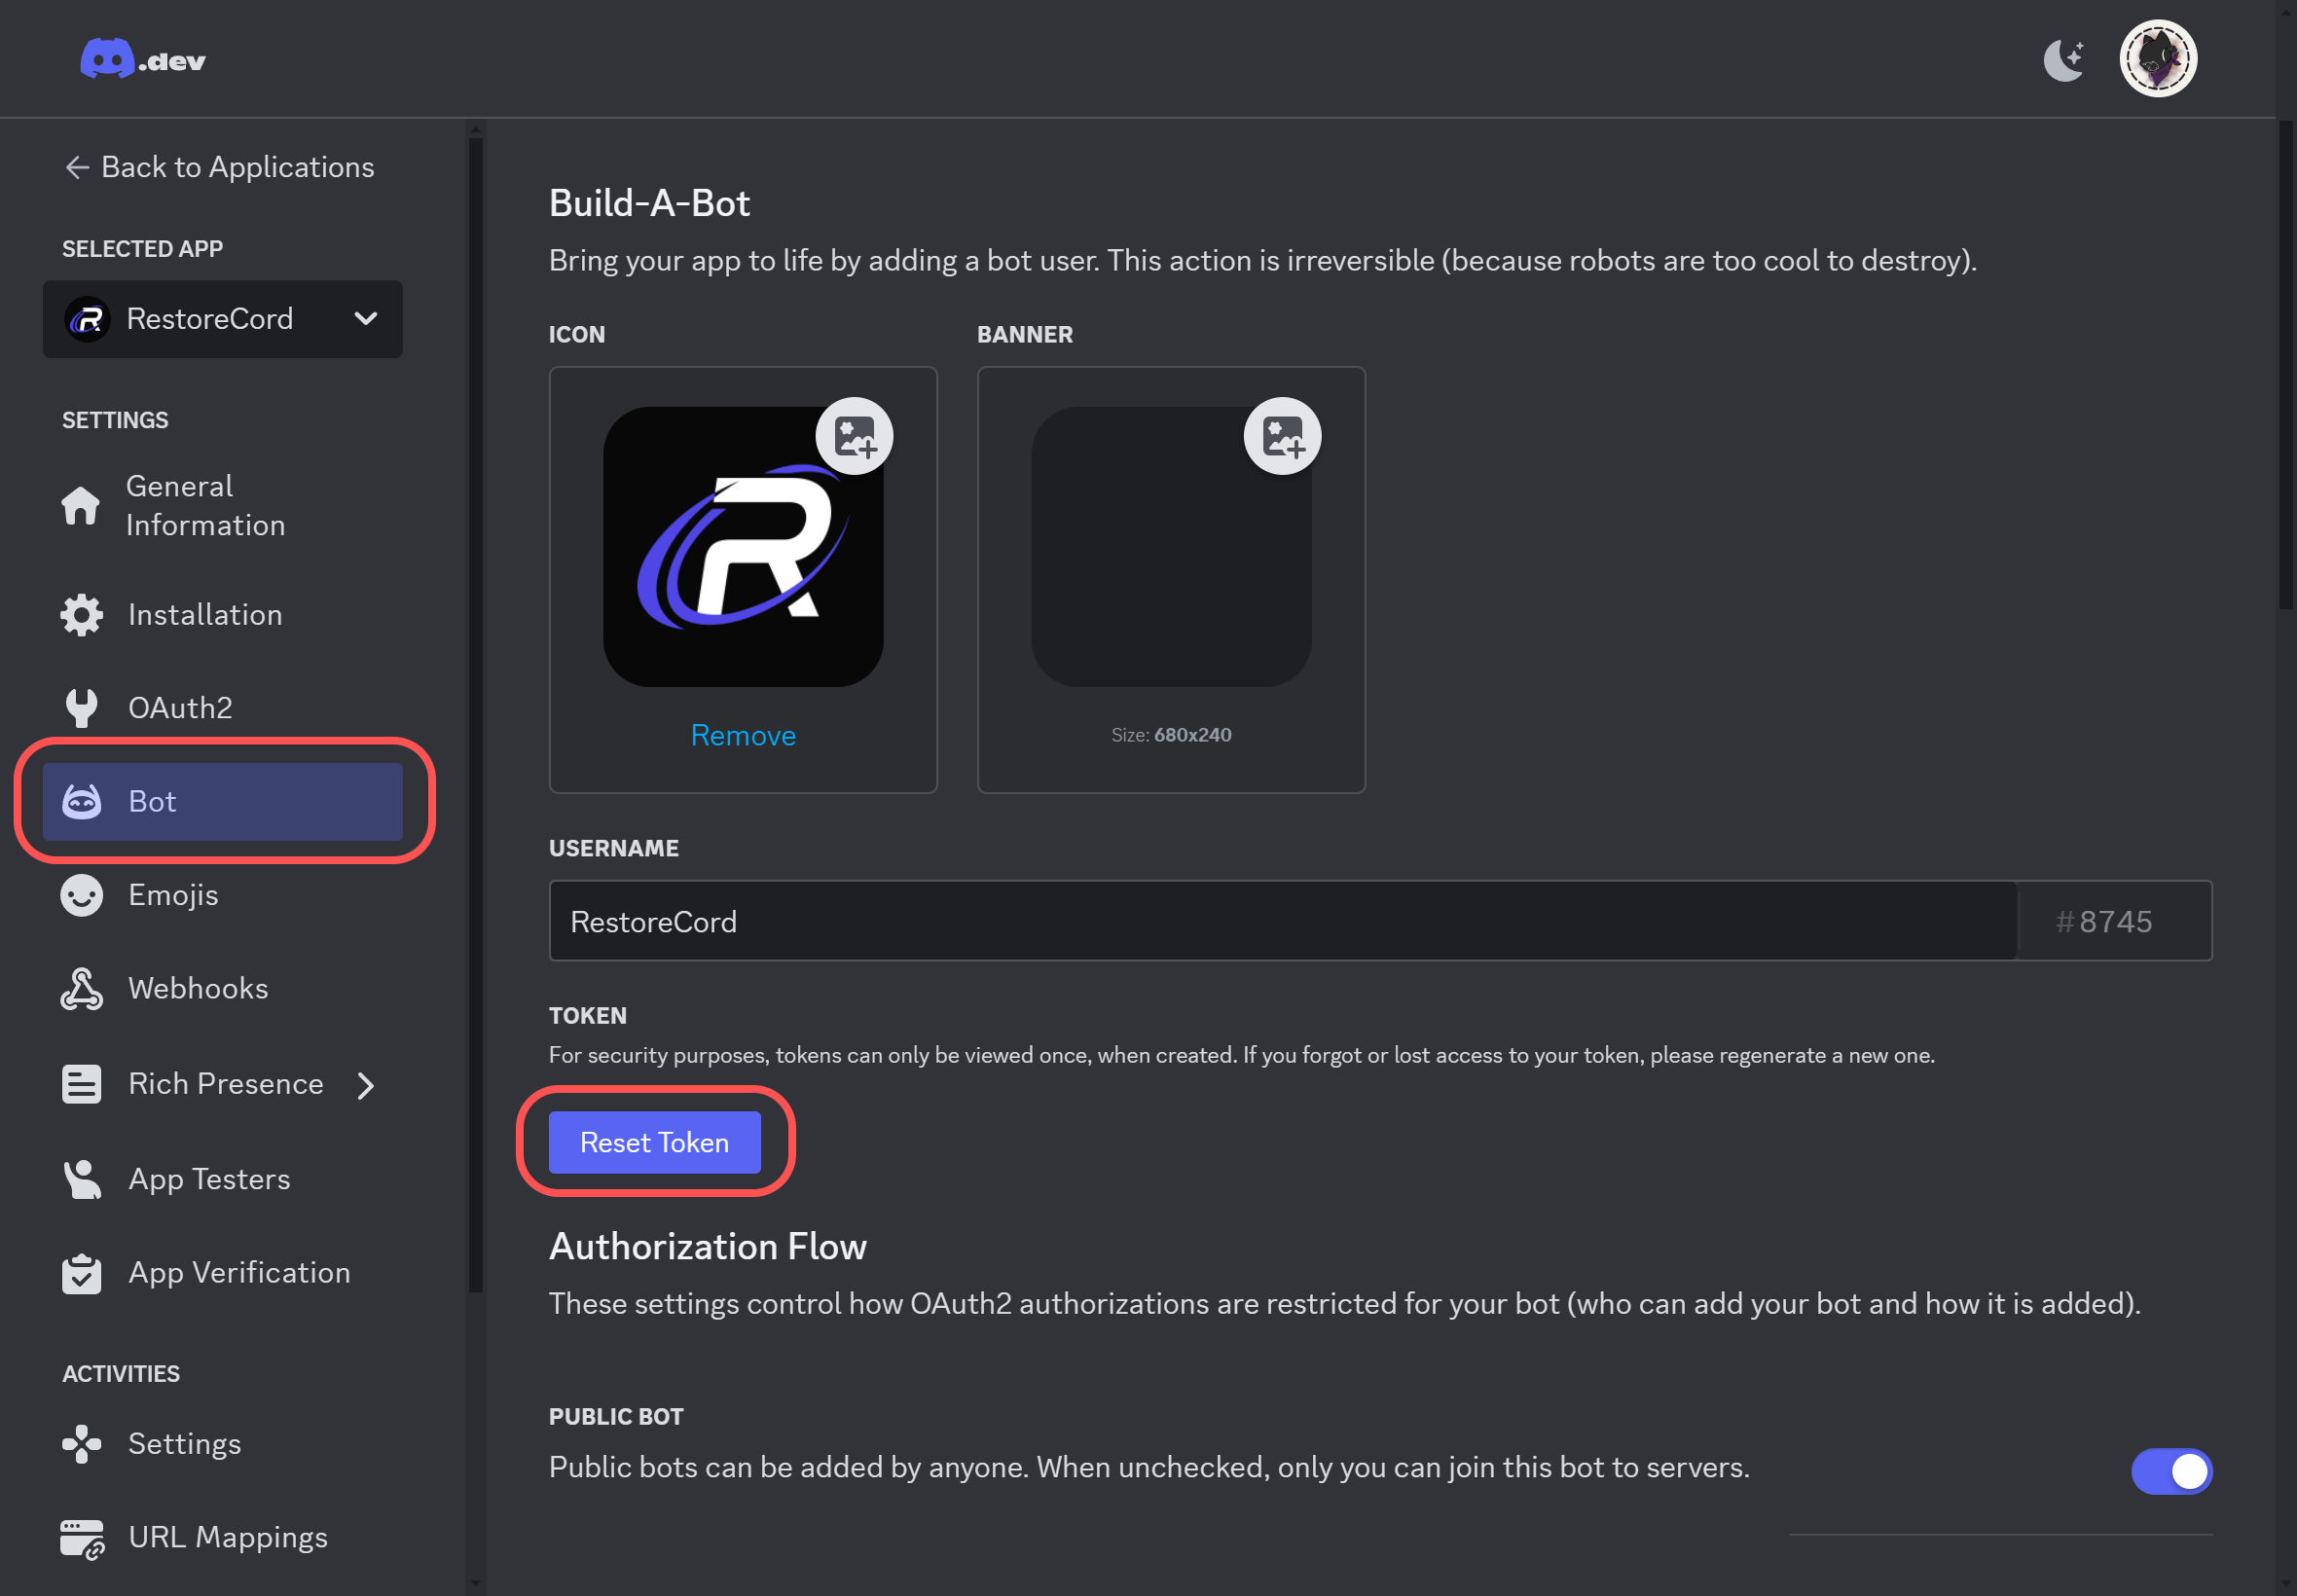 .dev
Back to Applications
SELECTED APP
RestoreCord
SETTINGS
General
Information
Installation
OAuth2
Bot
Emojis
Webhooks
Rich Presence
App Testers
App Verification
ACTIVITIES
Settings
URL Mappings
Build-A-Bot
Bring your app to life by adding a bot user. This action is irreversible (because robots are too cool to destroy).
ICON
BANNER
R
Remove
Size: 680x240
USERNAME
RestoreCord
#8745
TOKEN
For security purposes, tokens can only be viewed once, when created. If you forgot or lost access to your token, please regenerate a new one.
Reset Token
Authorization Flow
These settings control how OAuth2 authorizations are restricted for your bot (who can add your bot and how it is added).
PUBLIC BOT
Public bots can be added by anyone. When unchecked, only you can join this bot to servers.